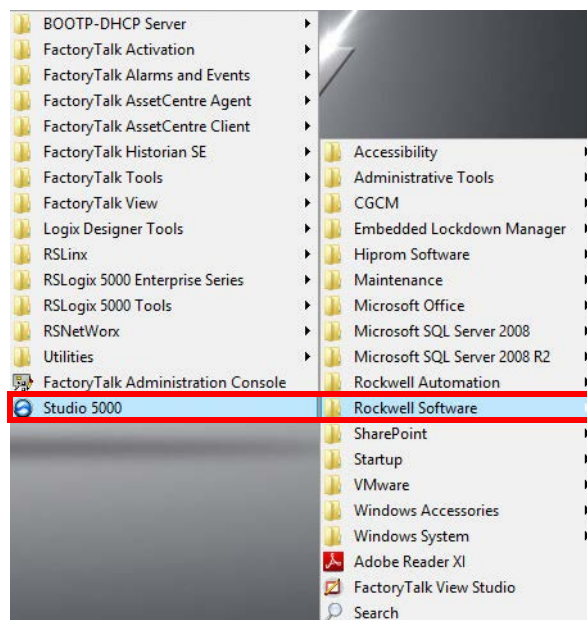 BOOTP-DHCP Server
FactoryTalk Activation
FactoryTalk Alarms and Events
FactoryTalk AssetCentre Agent
FactoryTalk AssetCentre Client
FactoryTalk Historian SE
FactoryTalk Tools
FactoryTalk View
Logix Designer Tools
RSLinx
RSLogix 5000 Enterprise Series
RSLogix 5000 Tools
RSNetWorx
Utilities
FactoryTalk Administration Console
Studio 5000
Accessibility
Administrative Tools
CGCM
Embedded Lockdown Manager
Hiprom Software
Maintenance
Microsoft Office
Microsoft SQL Server 2008
Microsoft SQL Server 2008 R2
Rockwell Automation
Rockwell Software
SharePoint
Startup
VMware
Windows Accessories
Windows System
Adobe Reader XI
FactoryTalk View Studio
Search